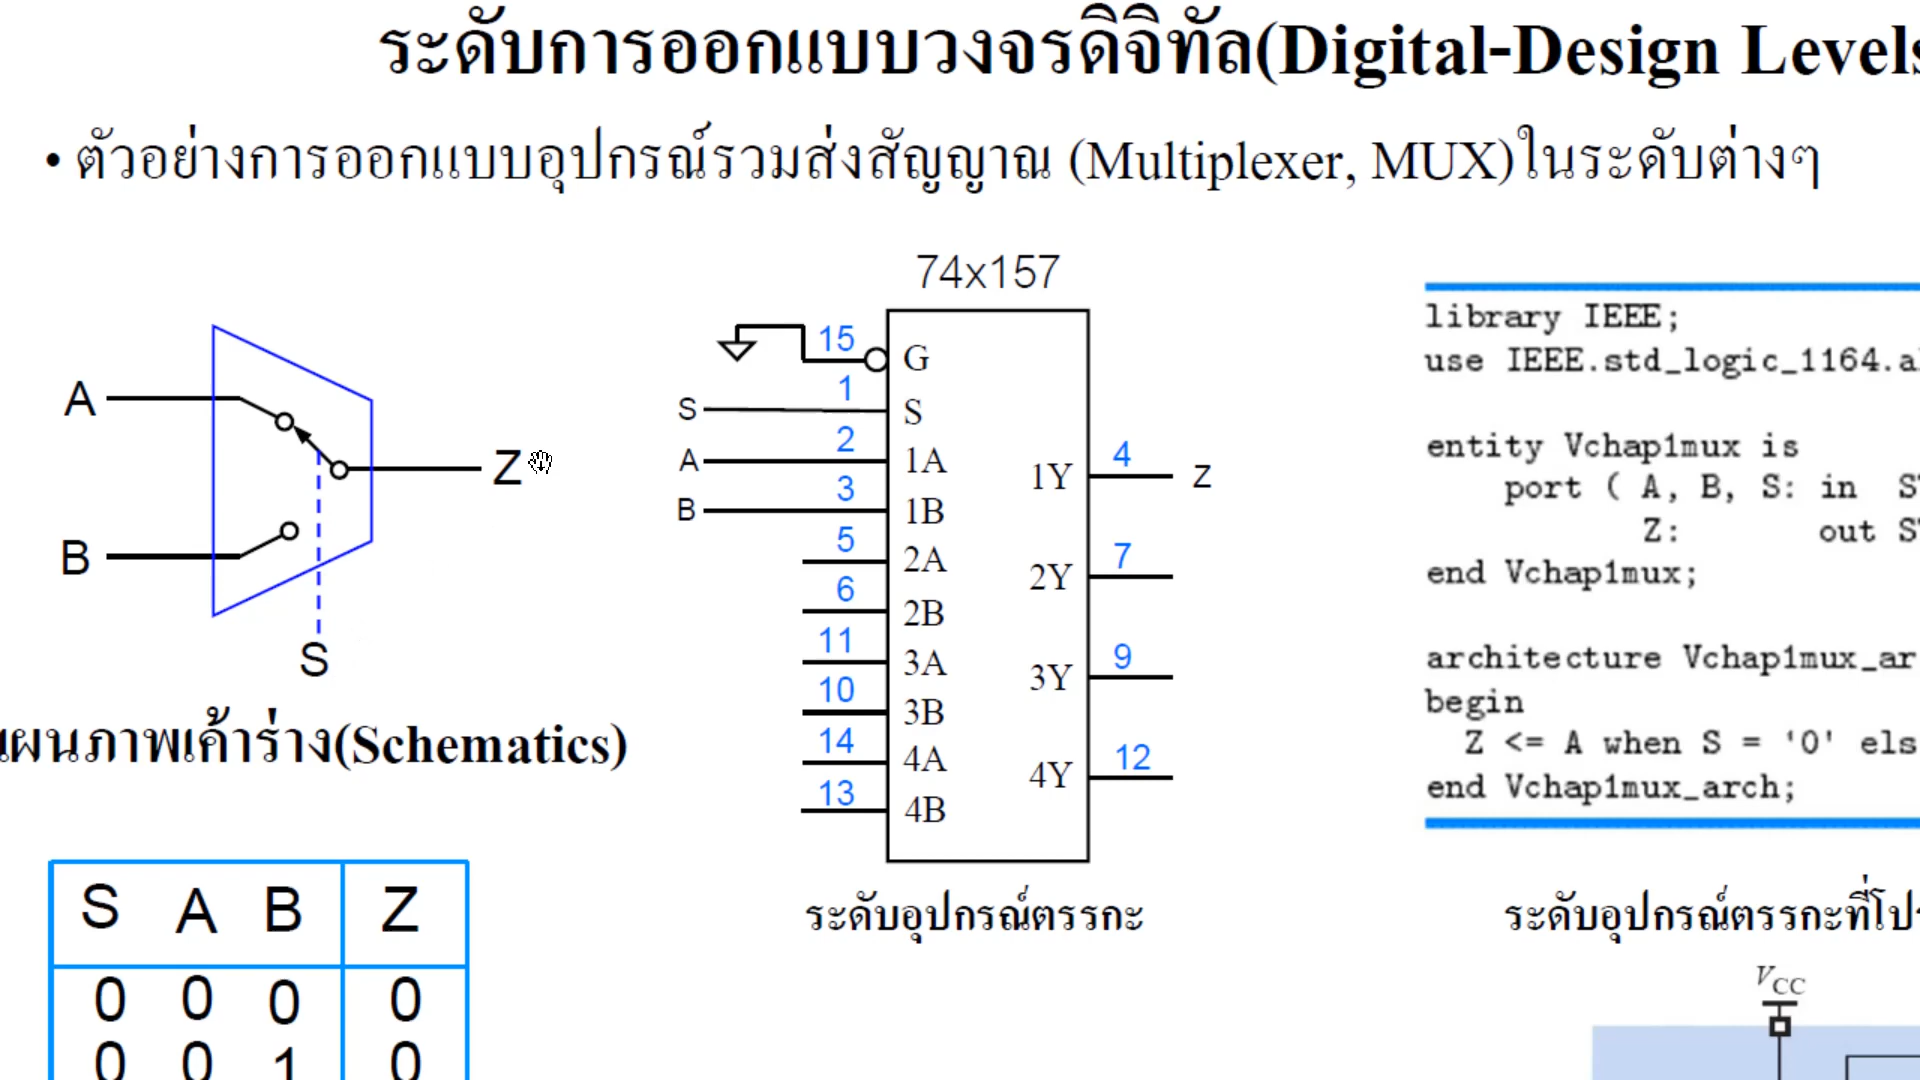 ระดับการออกแบบวงจรดิจิทัล(Digital-Design Levels
• ตัวอย่างการออกแบบอุปกรณ์รวมส่งสัญญาณ (Multiplexer, MUX)ในระดับต่างๆ
A
B
Z
S
แผนภาพเค้าร่าง(Schematics)
S A B Z
0 0 0 0
0 0 1 0
74x157
15 G
S 1 S
A 2 1A
B 3 1B
5 2A
6 2B
11 3A
10 3B
14 4A
13 4B
1Y 4 Z
2Y 7
3Y 9
4Y 12
ระดับอุปกรณ์ตรรกะ
library IEEE;
use IEEE.std_logic_1164.al
entity Vchap1mux is
port ( A, B, S: in ST
Z: out ST
end Vchap1mux;
architecture Vchap1mux_ar
begin
Z <= A when S = '0' els
end Vchap1mux_arch;
ระดับอุปกรณ์ตรรกะที่โปร
VCC